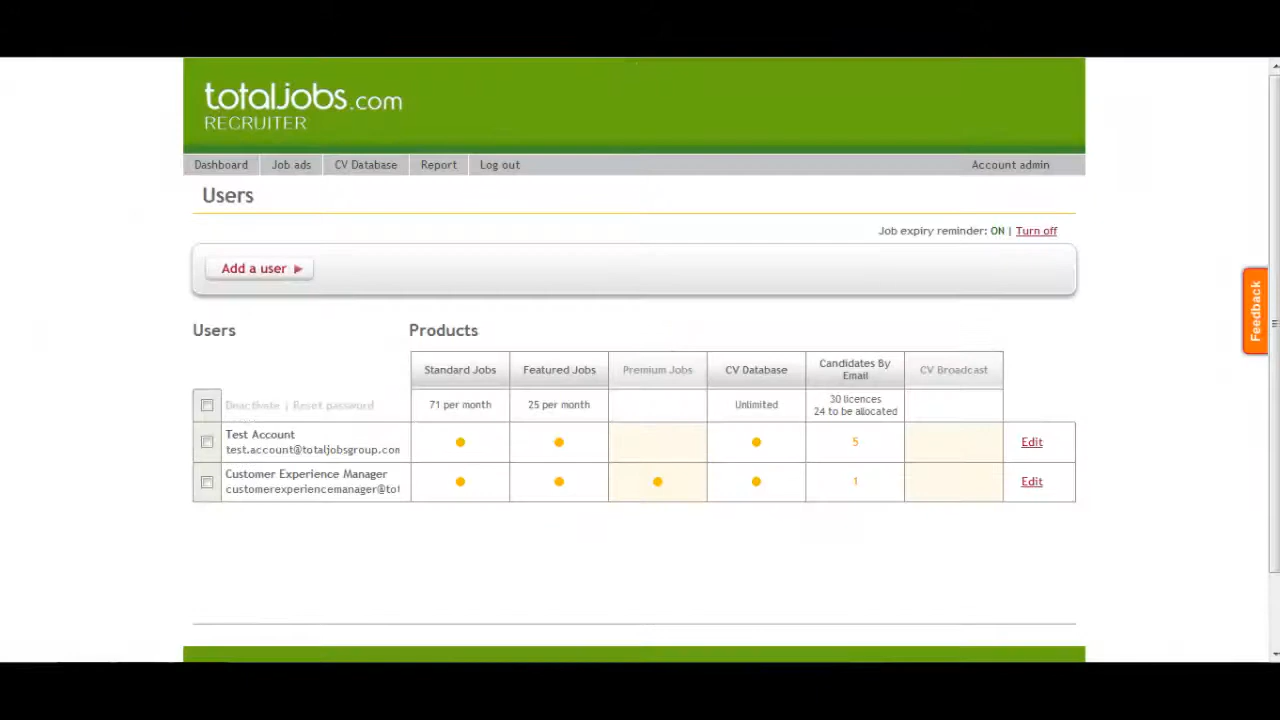 totaljobs.com
RECRUITER
Dashboard Job ads CV Database Report Log out Account admin
Users
Job expiry reminder: ON | Turn off
Add a user
Feedback
Users Products
Standard Jobs Featured Jobs Premium Jobs CV Database Candidates By Email CV Broadcast
Deactivate | Reset password 71 per month 25 per month Unlimited 30 licences
24 to be allocated
Test Account
test.account@totaljobsgroup.com 5 Edit
Customer Experience Manager
customerexperiencemanager@tot 1 Edit